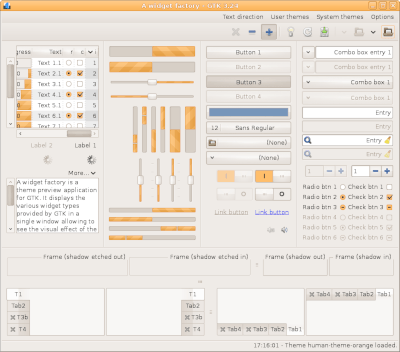 A widget factory - GTK 3.2.4
Text direction User themes System themes Options
gress Text r c i
Text 2.1 2
Text 3.1 3
Text 4.1 4
Text 5.1 5
Text 6.1 6
Text 7.1
Label 2 Label 1
More...
A widget factory is a
theme preview application
for GTK. It displays the
various widget types
provided by GTK in a
single window allowing to
see the visual effect of the
Button 1
Button 2
Button 3
Button 4
12 Sans Regular
(None)
(None)
Link button Link button
Combo box entry 1
Combo box entry 1
Combo box 1
Combo box 1
Entry
Entry
Entry
Entry
1 1
Radio btn 1 Check btn 1
Radio btn 2 Check btn 2
Radio btn 3 Check btn 3
Radio btn 4 Check btn 4
Radio btn 5 Check btn 5
Radio btn 6 Check btn 6
Frame (shadow etched out) Frame (shadow etched in) Frame (shadow out) Frame (shadow in)
T1
Tab2
T3b
T4
T1
Tab2
T3b
T4
Tab4 Tab3 Tab2 Tab1
Tab4 Tab3 Tab2 Tab1
17:16:01 - Theme human-theme-orange loaded.